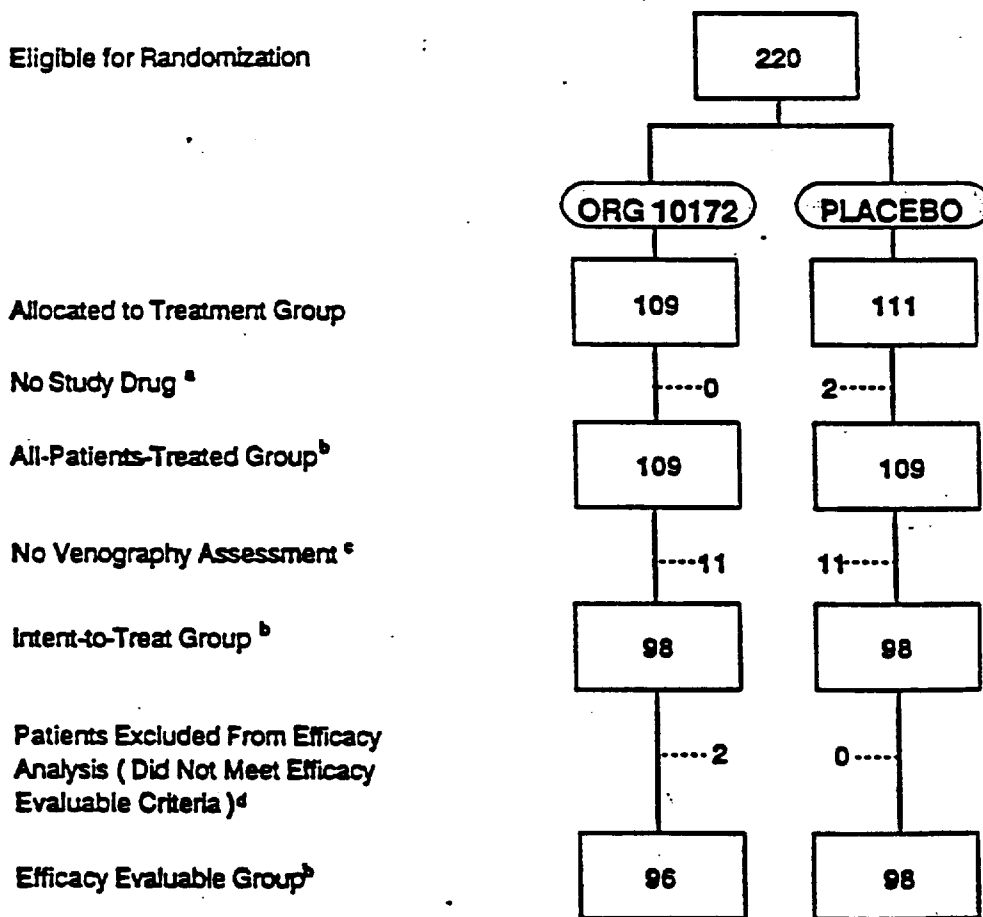 Eligible for Randomization 220
ORG 10172 PLACEBO
Allocated to Treatment Group 109 111
No Study Drug a 0 2
All-Patients-Treated Group b 109 109
No Venography Assessment c 11 11
Intent-to-Treat Group b 98 98
Patients Excluded From Efficacy
Analysis ( Did Not Meet Efficacy 2 0
Evaluable Criteria ) d
Efficacy Evaluable Group b 96 98